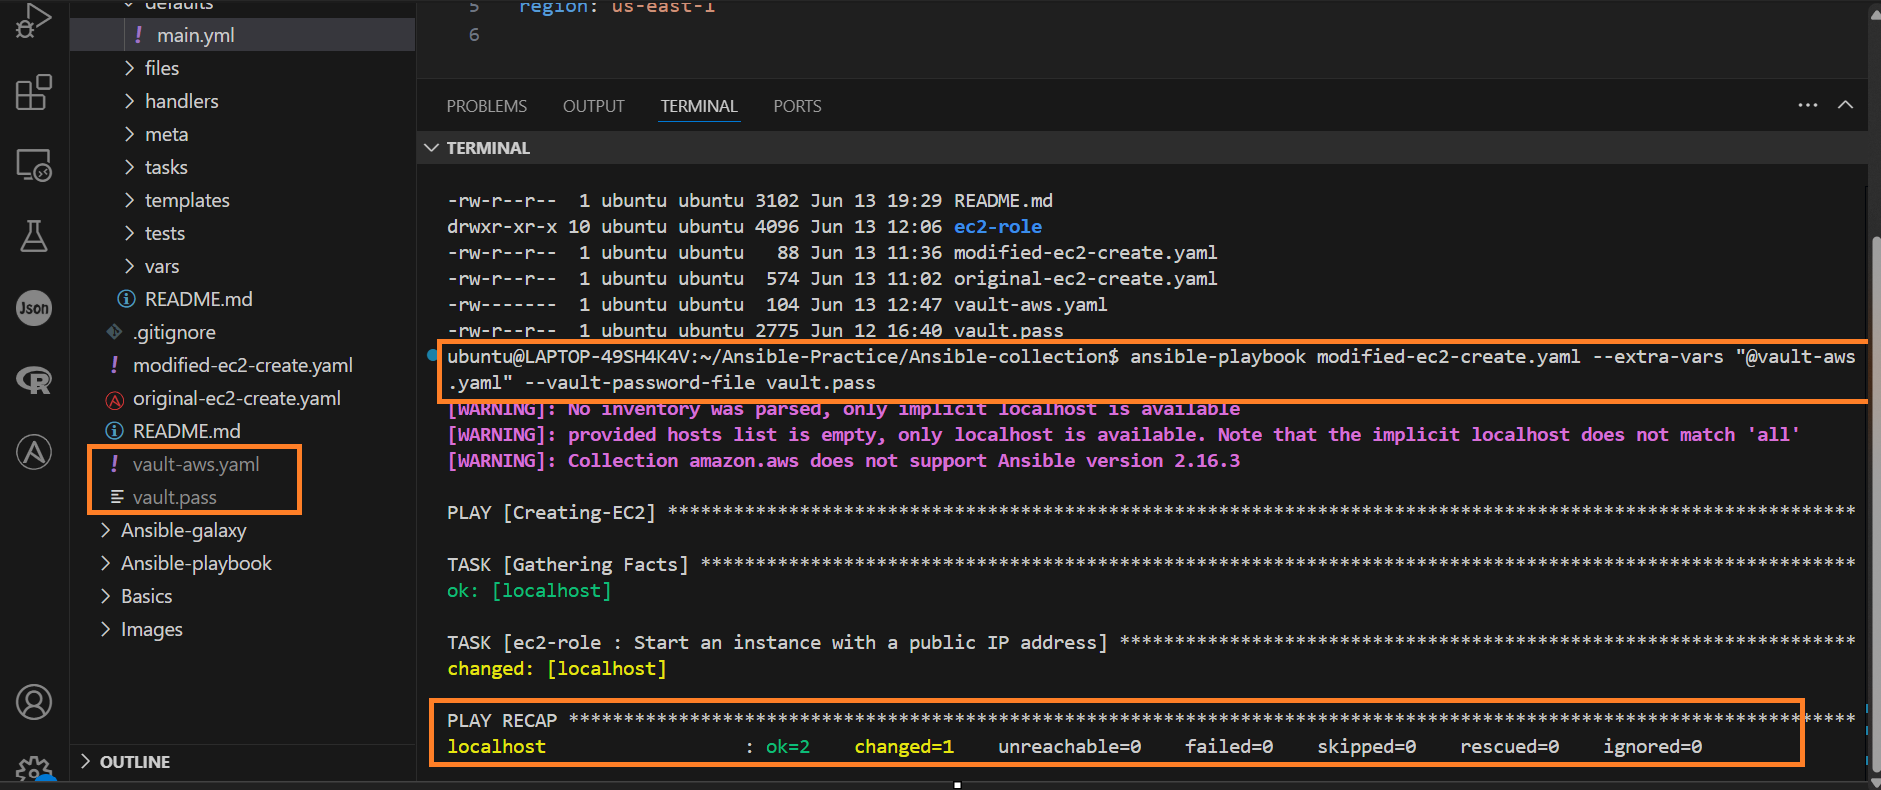 defaults
main.yml
files
handlers
meta
tasks
templates
tests
vars
README.md
.gitignore
modified-ec2-create.yaml
original-ec2-create.yaml
README.md
vault-aws.yaml
vault.pass
Ansible-galaxy
Ansible-playbook
Basics
Images
OUTLINE
Json
R
A
5 region: us-east-1
6
PROBLEMS OUTPUT TERMINAL PORTS
TERMINAL
-rw-r--r-- 1 ubuntu ubuntu 3102 Jun 13 19:29 README.md
drwxr-xr-x 10 ubuntu ubuntu 4096 Jun 13 12:06 ec2-role
-rw-r--r-- 1 ubuntu ubuntu 88 Jun 13 11:36 modified-ec2-create.yaml
-rw-r--r-- 1 ubuntu ubuntu 574 Jun 13 11:02 original-ec2-create.yaml
-rw------- 1 ubuntu ubuntu 104 Jun 13 12:47 vault-aws.yaml
-rw-r--r-- 1 ubuntu ubuntu 2775 Jun 12 16:40 vault.pass
ubuntu@LAPTOP-49SH4K4V:~/Ansible-Practice/Ansible-collection$ ansible-playbook modified-ec2-create.yaml --extra-vars "@vault-aws
.yaml" --vault-password-file vault.pass
[WARNING]: No inventory was parsed, only implicit localhost is available
[WARNING]: provided hosts list is empty, only localhost is available. Note that the implicit localhost does not match 'all'
[WARNING]: Collection amazon.aws does not support Ansible version 2.16.3
PLAY [Creating-EC2] ************************************************************************************************************
TASK [Gathering Facts] *********************************************************************************************************
ok: [localhost]
TASK [ec2-role : Start an instance with a public IP address] *******************************************************************
changed: [localhost]
PLAY RECAP *********************************************************************************************************************
localhost : ok=2 changed=1 unreachable=0 failed=0 skipped=0 rescued=0 ignored=0